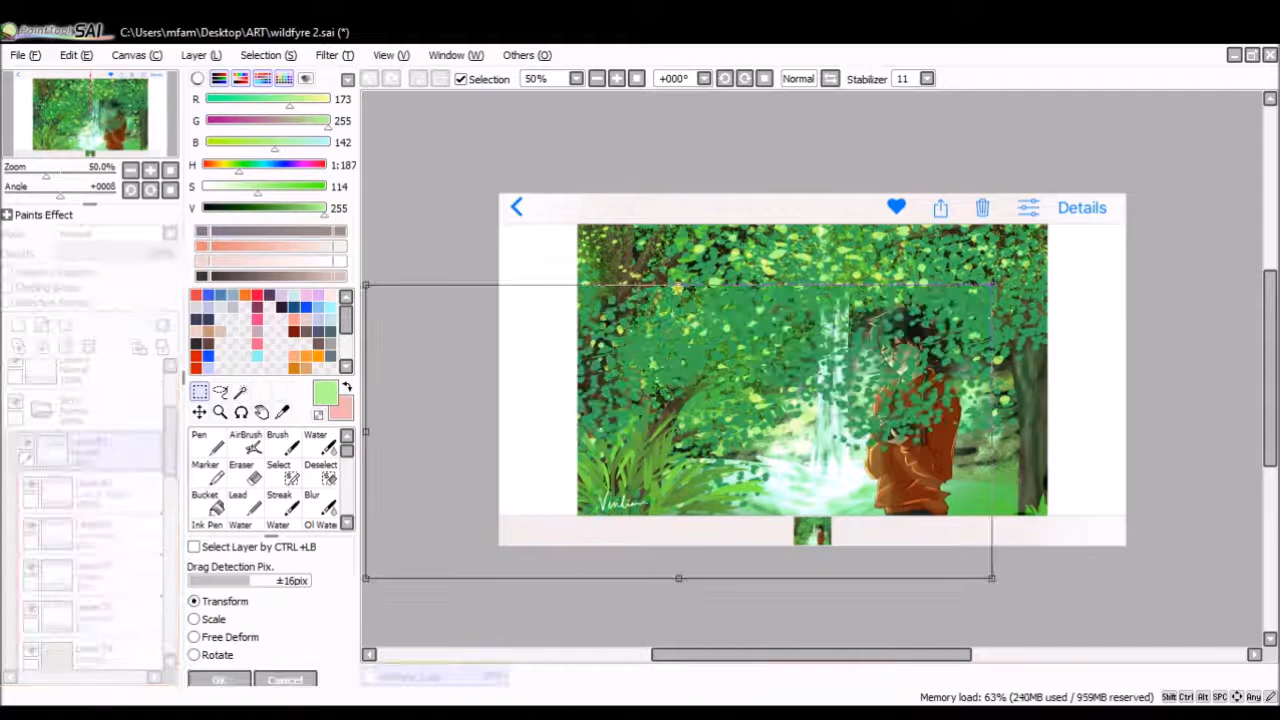 PaintTool SAI C:\Users\mfam\Desktop\ART\wildfyre 2.sai (*)
File (F) Edit (E) Canvas (C) Layer (L) Selection (S) Filter (T) View (V) Window (W) Others (O)
Selection 50% +000° Normal Stabilizer 11
R 173
G 255
B 142
H 1:187
S 114
V 255
Zoom 50.0%
Angle +000§
Paints Effect
Details
Pen AirBrush Brush Water
Marker Eraser Select Deselect
Bucket Lead Streak Blur
Ink Pen Water Water Ol Wate
Select Layer by CTRL+LB
Drag Detection Pix.
±16pix
Transform
Scale
Free Deform
Rotate
OK Cancel
Memory load: 63% (240MB used / 959MB reserved) Shift Ctrl Alt SPC Any